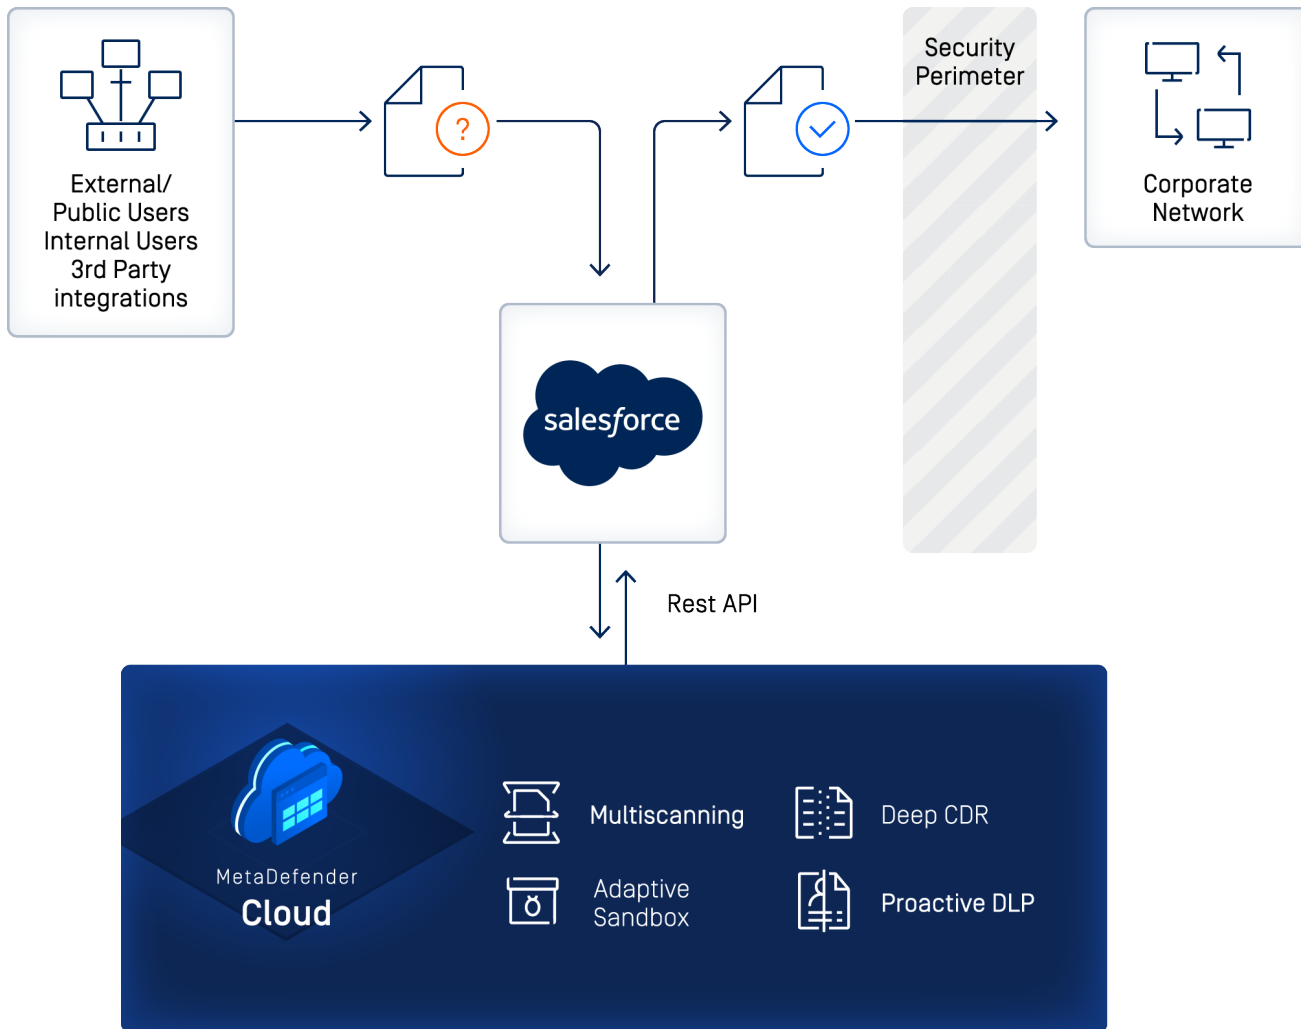 External/
Public Users
Internal Users
3rd Party
integrations
?
Security
Perimeter
Corporate
Network
salesforce
Rest API
MetaDefender
Cloud
Multiscanning
Deep CDR
Adaptive
Sandbox
Proactive DLP